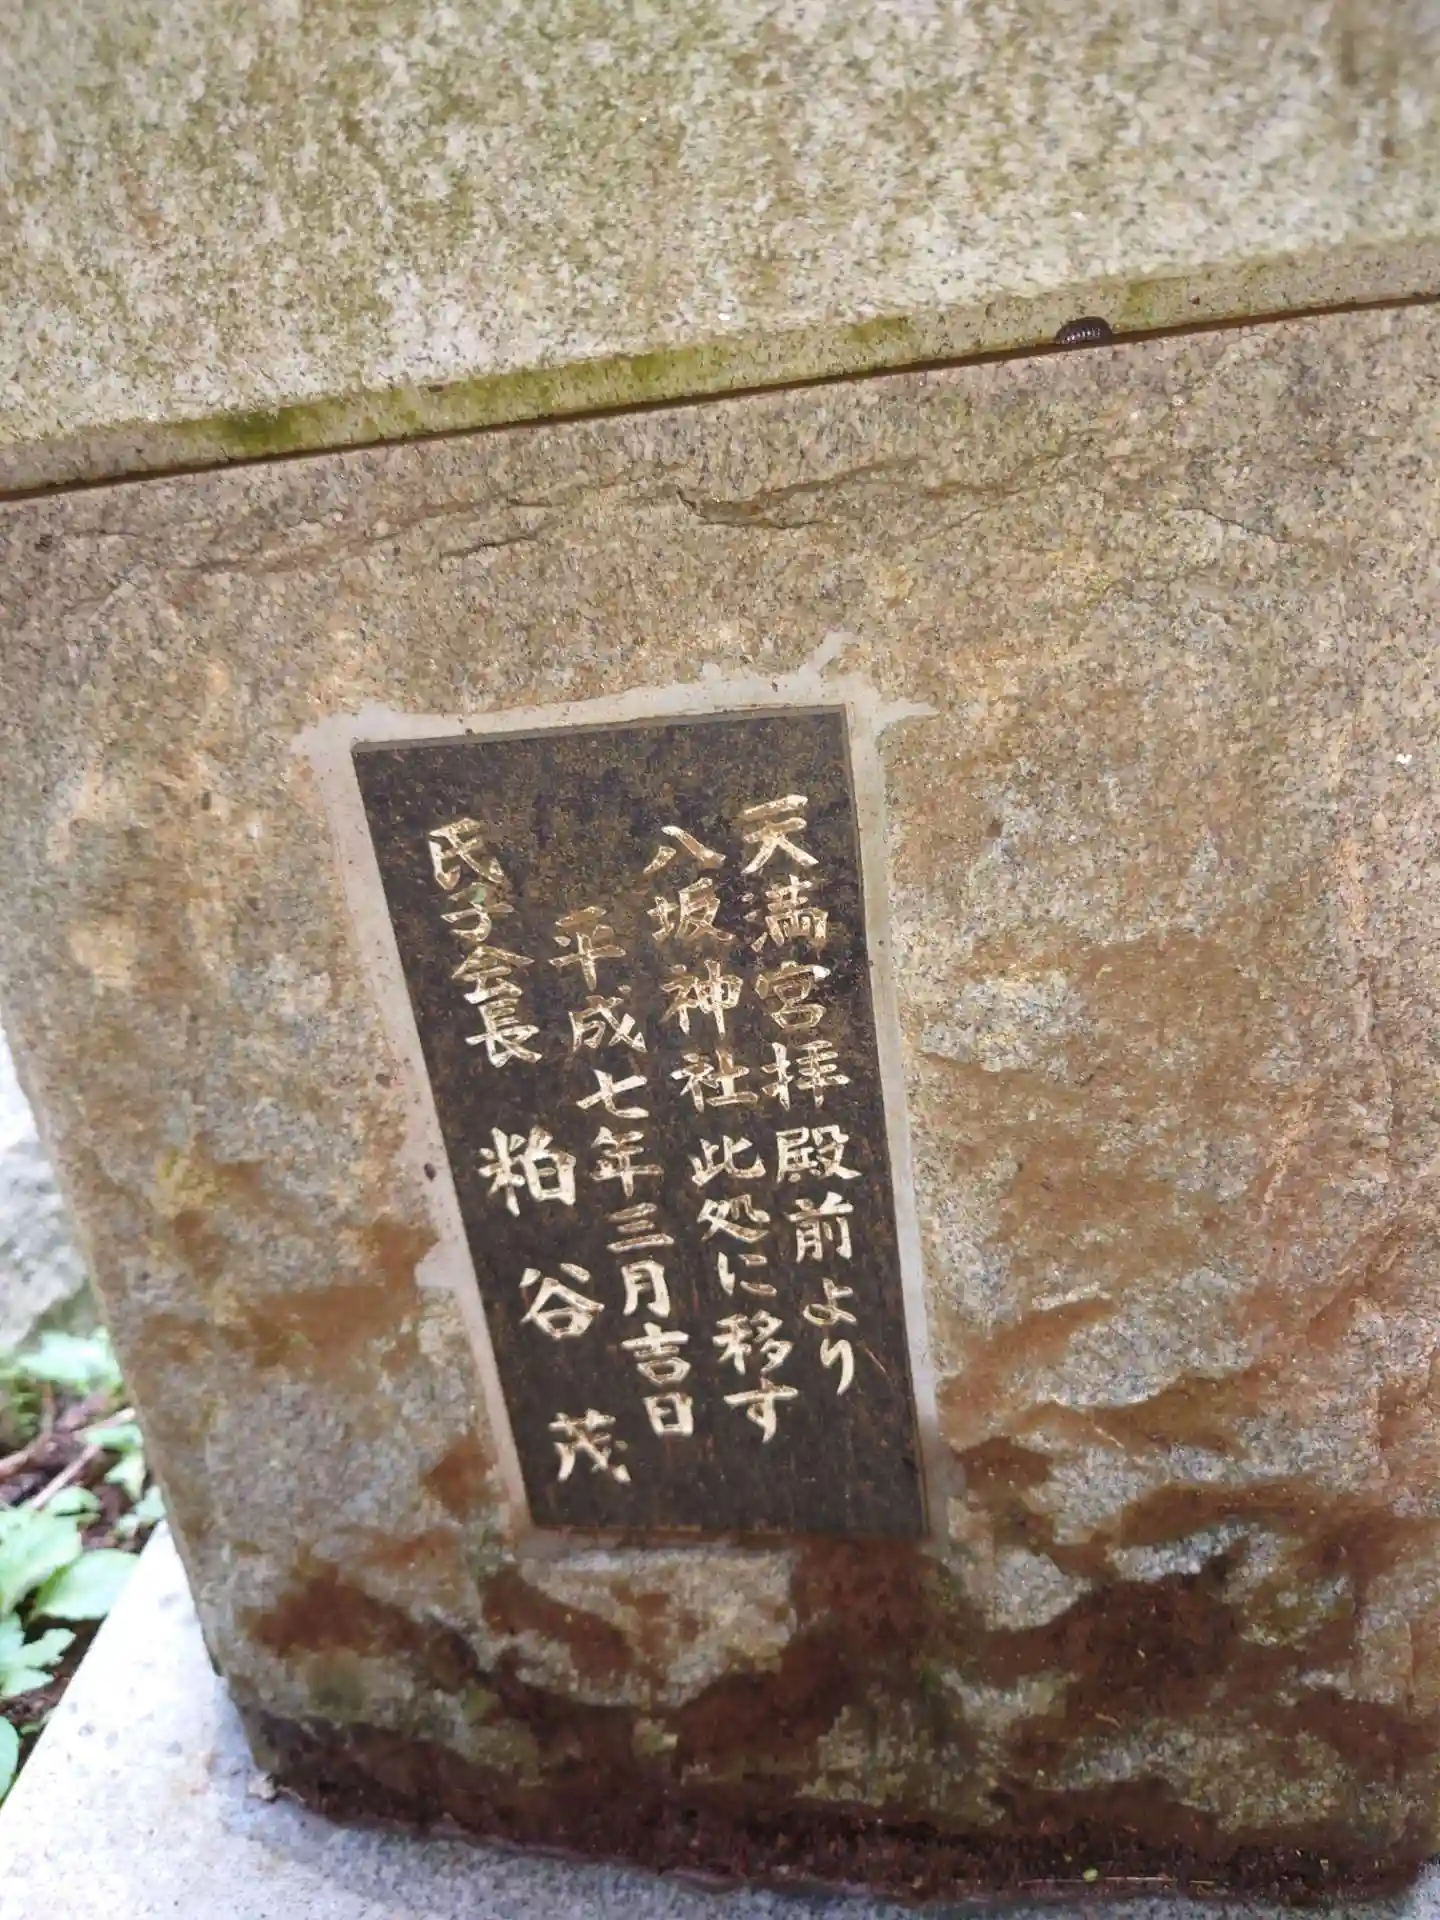 天満宮拝殿前より
八坂神社此処に移す
平成七年三月吉日
氏子会長 粕谷茂